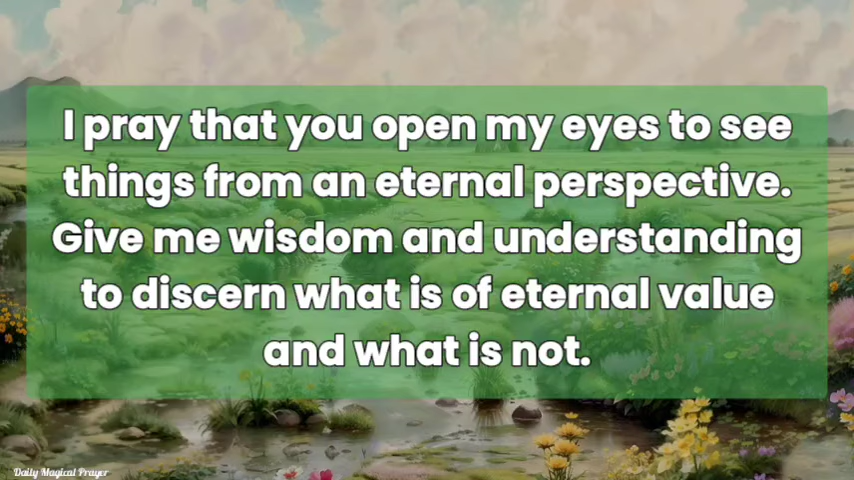 I pray that you open my eyes to see
things from an eternal perspective.
Give me wisdom and understanding
to discern what is of eternal value
and what is not.
Daily Magical Prayer